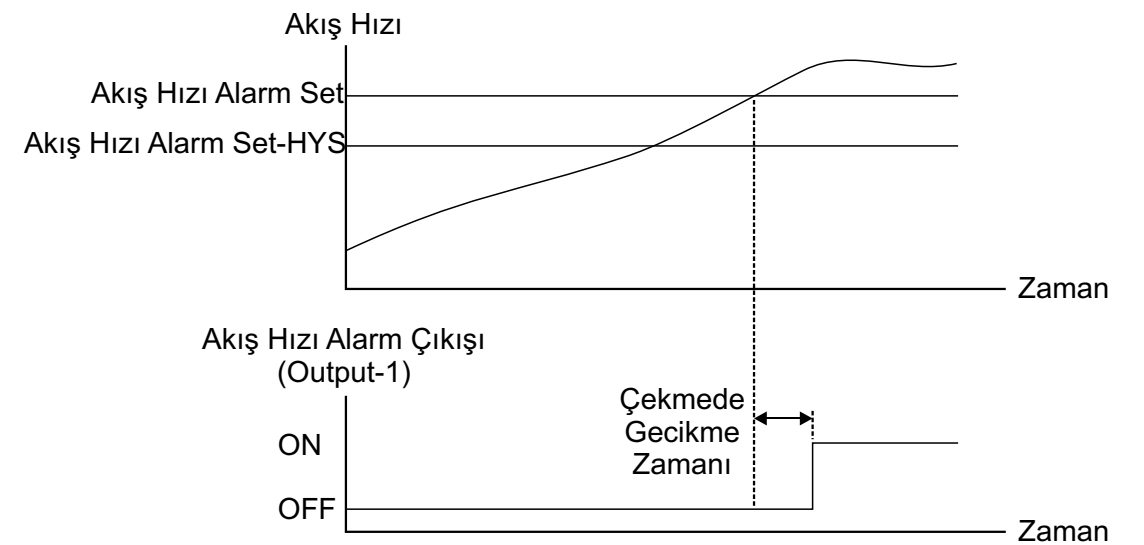 Akış Hızı
Akış Hızı Alarm Set
Akış Hızı Alarm Set-HYS
Zaman
Akış Hızı Alarm Çıkışı
(Output-1)
Çekmede
Gecikme
Zamanı
ON
OFF
Zaman